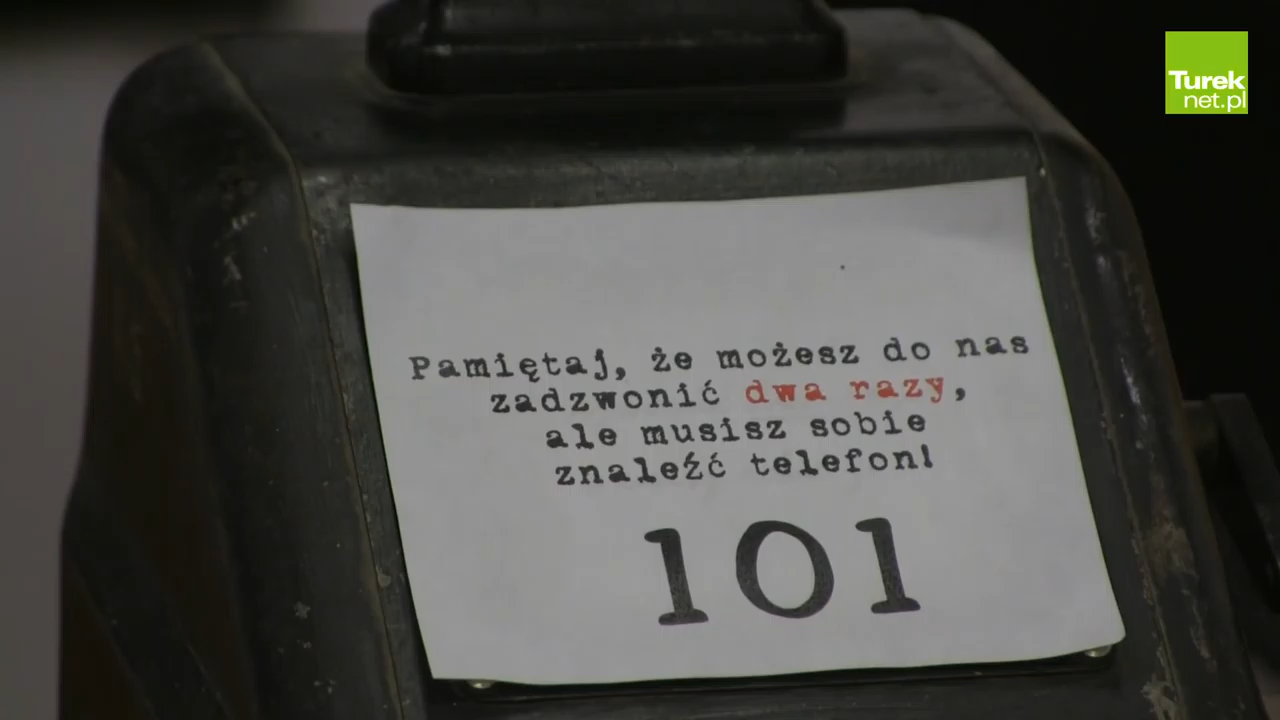 Turek
net.pl
Pamiętaj, że możesz do nas
zadzwonić dwa razy,
ale musisz sobie
znaleźć telefon!
101